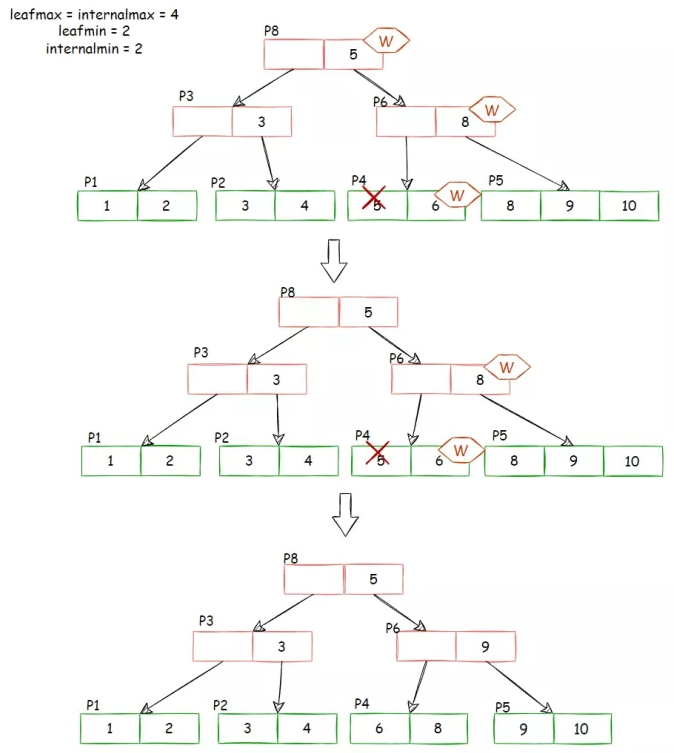 leafmax = internalmax = 4
leafmin = 2
internalmin = 2
P8
5 W
P3
3
P6
8 W
P1
1 2
P2
3 4
P4
5 6 W
P5
8 9 10
P8
5
P3
3
P6
8 W
P1
1 2
P2
3 4
P4
5 6 W
P5
8 9 10
P8
5
P3
3
P6
9
P1
1 2
P2
3 4
P4
6 8
P5
9 10